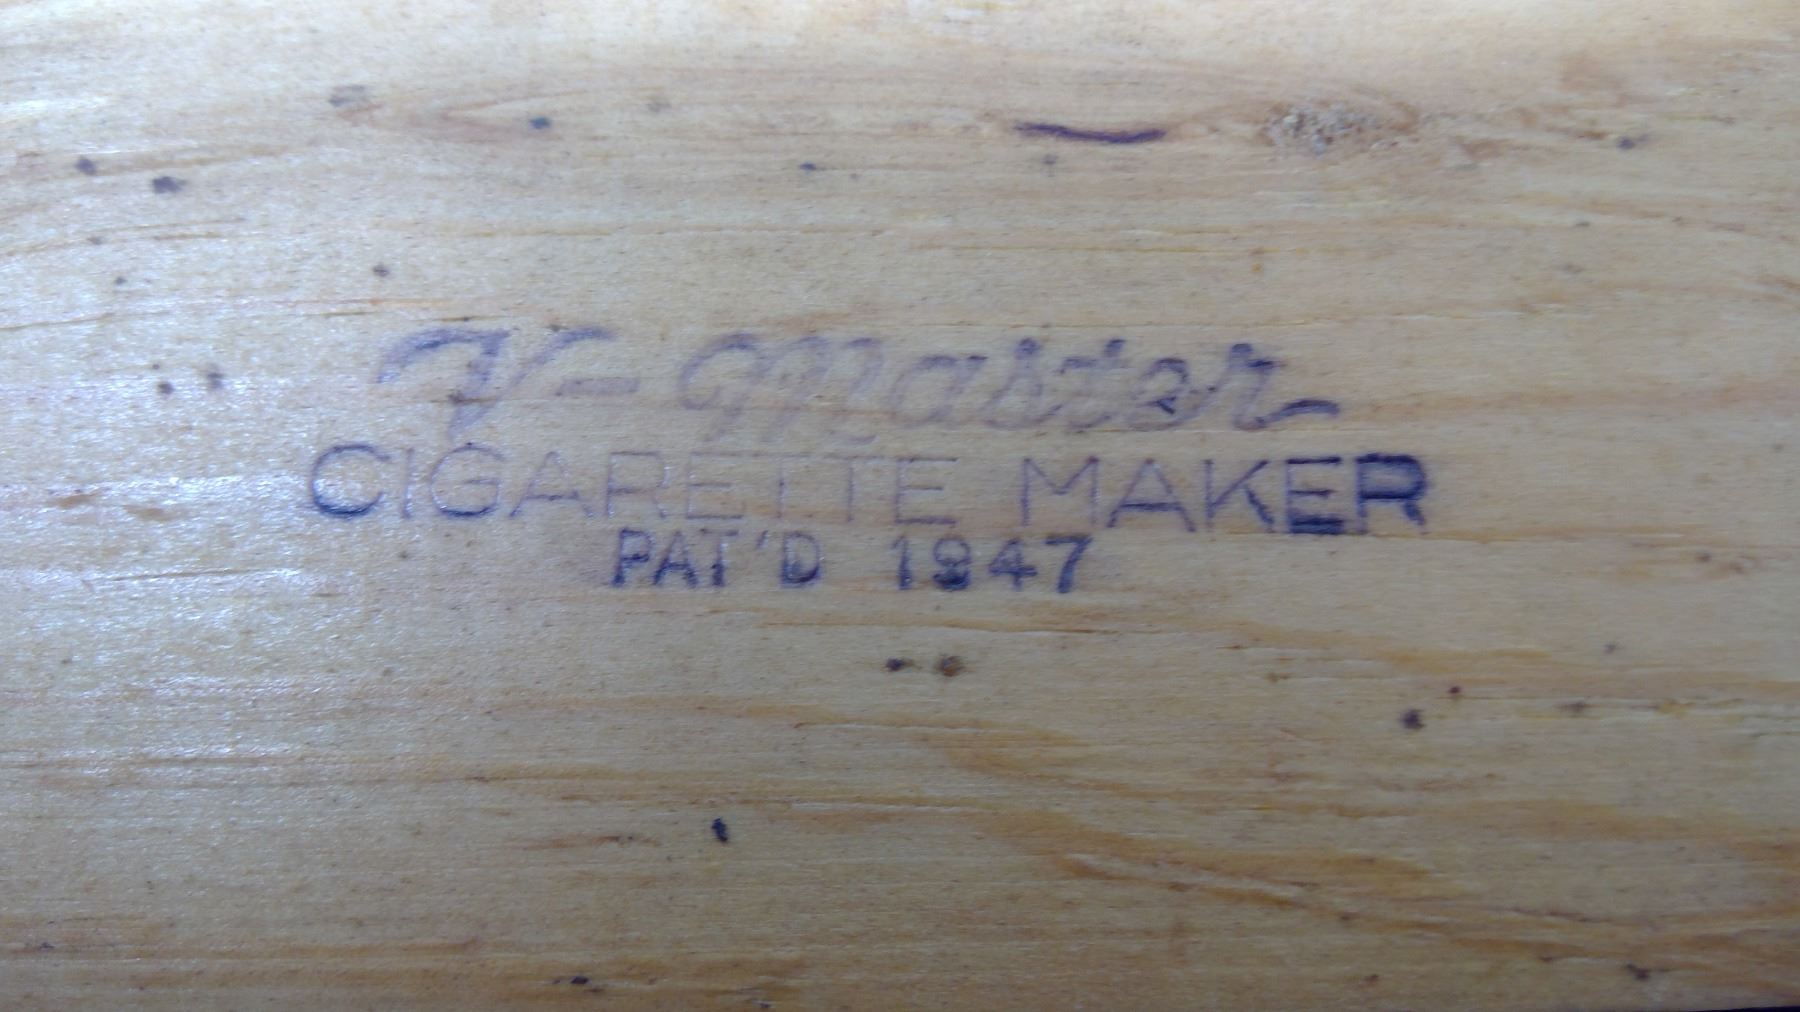 V-Master
CIGARETTE MAKER
PAT'D 1947